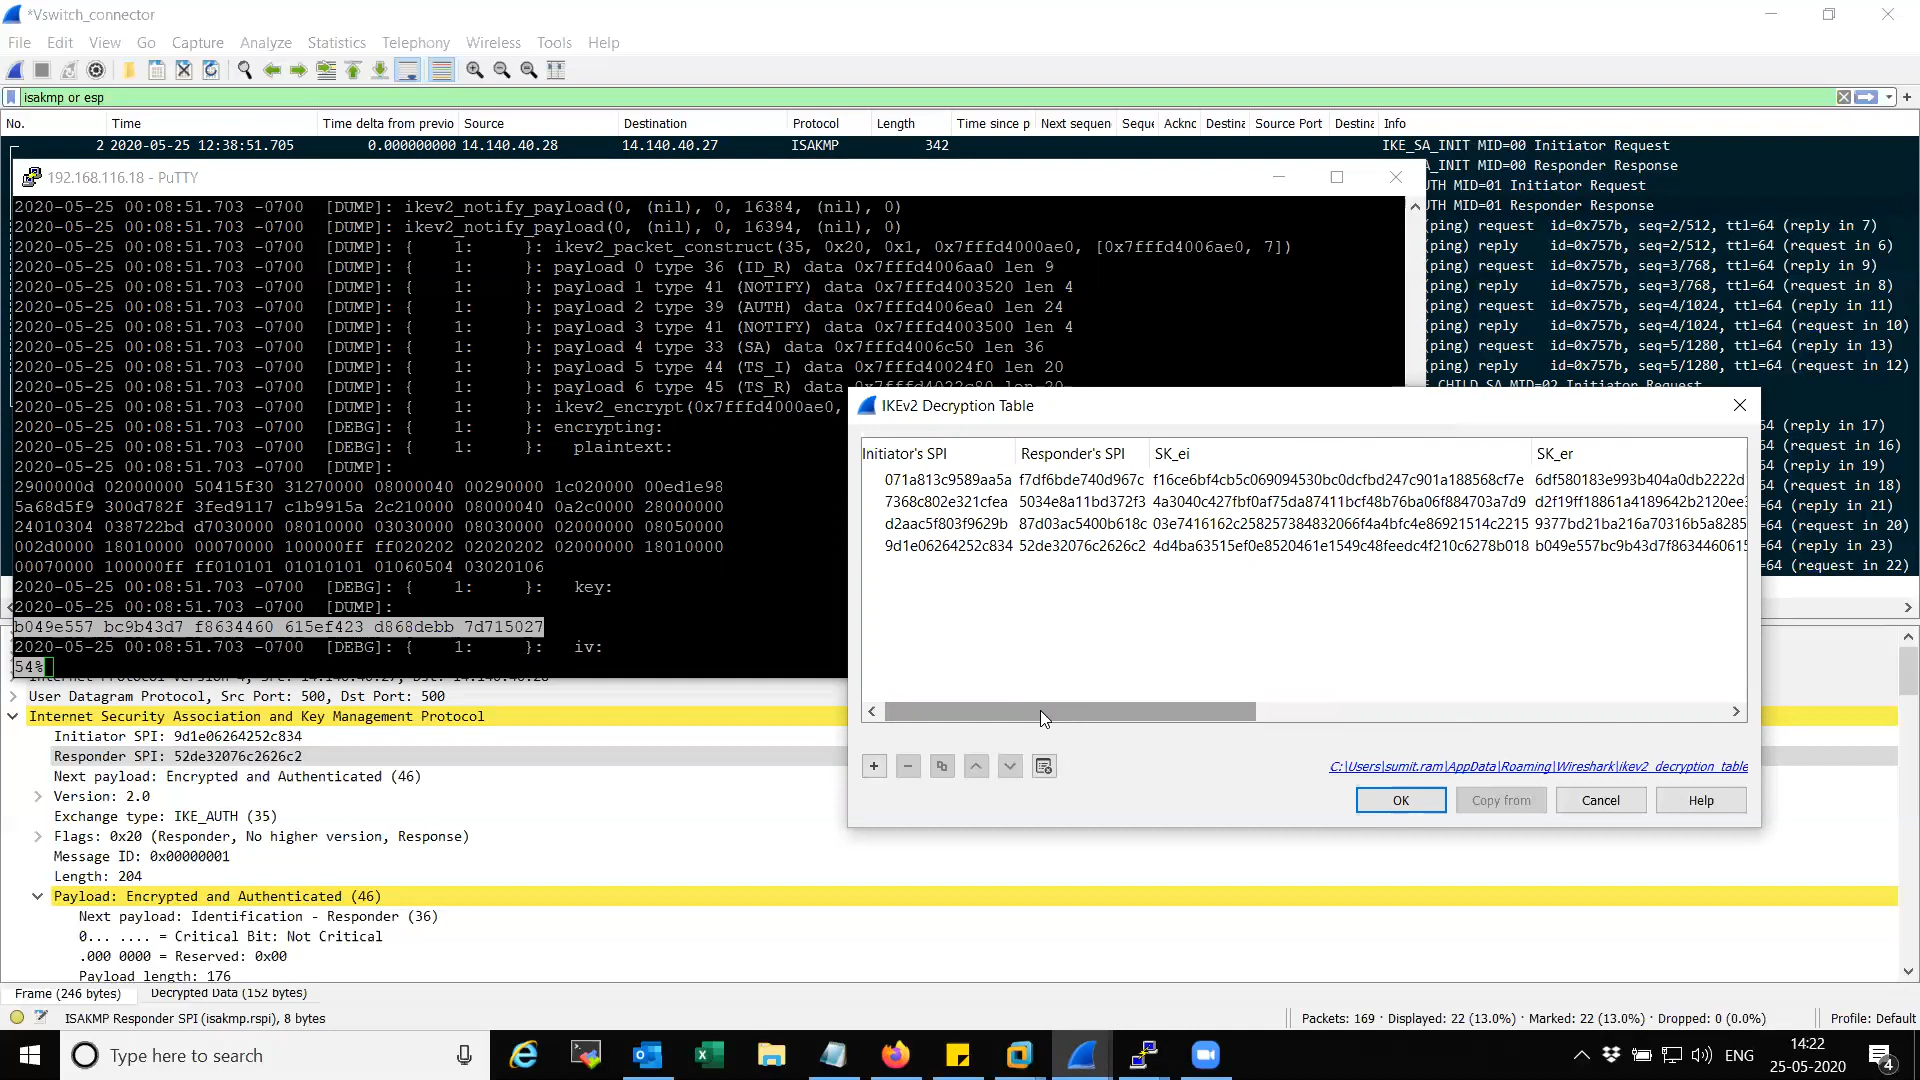 *Vswitch_connector
File Edit View Go Capture Analyze Statistics Telephony Wireless Tools Help
isakmp or esp
No. Time Time delta from previo Source Destination Protocol Length Time since p Next sequen Seque Ackno Destina Source Port Destina Info
2 2020-05-25 12:38:51.705 0.000000000 14.140.40.28 14.140.40.27 ISAKMP 342 IKE_SA_INIT MID=00 Initiator Request
_INIT MID=00 Responder Response
UTH MID=01 Initiator Request
UTH MID=01 Responder Response
(ping) request id=0x757b, seq=2/512, ttl=64 (reply in 7)
(ping) reply id=0x757b, seq=2/512, ttl=64 (request in 6)
(ping) request id=0x757b, seq=3/768, ttl=64 (reply in 9)
(ping) reply id=0x757b, seq=3/768, ttl=64 (request in 8)
(ping) request id=0x757b, seq=4/1024, ttl=64 (reply in 11)
(ping) reply id=0x757b, seq=4/1024, ttl=64 (request in 10)
(ping) request id=0x757b, seq=5/1280, ttl=64 (reply in 13)
(ping) reply id=0x757b, seq=5/1280, ttl=64 (request in 12)
E_CHILD_SA MID=02 Initiator Request
64 (reply in 17)
=64 (request in 16)
64 (reply in 19)
=64 (request in 18)
64 (reply in 21)
=64 (request in 20)
64 (reply in 23)
=64 (request in 22)
192.168.116.18 - PuTTY
2020-05-25 00:08:51.703 -0700 [DUMP]: ikev2_notify_payload(0, (nil), 0, 16384, (nil), 0)
2020-05-25 00:08:51.703 -0700 [DUMP]: ikev2_notify_payload(0, (nil), 0, 16394, (nil), 0)
2020-05-25 00:08:51.703 -0700 [DUMP]: { 1: }: ikev2_packet_construct(35, 0x20, 0x1, 0x7fffd4000ae0, [0x7fffd4006ae0, 7])
2020-05-25 00:08:51.703 -0700 [DUMP]: { 1: }: payload 0 type 36 (ID_R) data 0x7fffd4006aa0 len 9
2020-05-25 00:08:51.703 -0700 [DUMP]: { 1: }: payload 1 type 41 (NOTIFY) data 0x7fffd4003520 len 4
2020-05-25 00:08:51.703 -0700 [DUMP]: { 1: }: payload 2 type 39 (AUTH) data 0x7fffd4006ea0 len 24
2020-05-25 00:08:51.703 -0700 [DUMP]: { 1: }: payload 3 type 41 (NOTIFY) data 0x7fffd4003500 len 4
2020-05-25 00:08:51.703 -0700 [DUMP]: { 1: }: payload 4 type 33 (SA) data 0x7fffd4006c50 len 36
2020-05-25 00:08:51.703 -0700 [DUMP]: { 1: }: payload 5 type 44 (TS_I) data 0x7fffd40024f0 len 20
2020-05-25 00:08:51.703 -0700 [DUMP]: { 1: }: payload 6 type 45 (TS_R) data 0x7fffd4022c80 len 20
2020-05-25 00:08:51.703 -0700 [DUMP]: { 1: }: ikev2_encrypt(0x7fffd4000ae0,
2020-05-25 00:08:51.703 -0700 [DEBG]: { 1: }: encrypting:
2020-05-25 00:08:51.703 -0700 [DEBG]: { 1: }: plaintext:
2020-05-25 00:08:51.703 -0700 [DUMP]:
2900000d 02000000 50415f30 31270000 08000040 00290000 1c020000 00ed1e98
5a68d5f9 300d782f 3fed9117 c1b9915a 2c210000 08000040 0a2c0000 28000000
24010304 038722bd d7030000 08010000 03030000 08030000 02000000 08050000
002d0000 18010000 00070000 100000ff ff020202 02020202 02000000 18010000
00070000 100000ff ff010101 01010101 01060504 03020106
2020-05-25 00:08:51.703 -0700 [DEBG]: { 1: }: key:
2020-05-25 00:08:51.703 -0700 [DUMP]:
b049e557 bc9b43d7 f8634460 615ef423 d868debb 7d715027
2020-05-25 00:08:51.703 -0700 [DEBG]: { 1: }: iv:
54%
IKEv2 Decryption Table
Initiator's SPI Responder's SPI SK_ei SK_er
071a813c9589aa5a f7df6bde740d967c f16ce6bf4cb5c069094530bc0dcfbd247c901a188568cf7e 6df580183e993b404a0db2222d
7368c802e321cfea 5034e8a11bd372f3 4a3040c427fbf0af75da87411bcf48b76ba06f884703a7d9 d2f19ff18861a4189642b2120ee
d2aac5f803f9629b 87d03ac5400b618c 03e7416162c258257384832066f4a4bfc4e86921514c2215 9377bd21ba216a70316b5a8285
9d1e06264252c834 52de32076c2626c2 4d4ba63515ef0e8520461e1549c48feedc4f210c6278b018 b049e557bc9b43d7f8634460615
C:\Users\sumit.ram\AppData\Roaming\Wireshark\ikev2_decryption_table
OK Copy from Cancel Help
User Datagram Protocol, Src Port: 500, Dst Port: 500
Internet Security Association and Key Management Protocol
Initiator SPI: 9d1e06264252c834
Responder SPI: 52de32076c2626c2
Next payload: Encrypted and Authenticated (46)
Version: 2.0
Exchange type: IKE_AUTH (35)
Flags: 0x20 (Responder, No higher version, Response)
Message ID: 0x00000001
Length: 204
Payload: Encrypted and Authenticated (46)
Next payload: Identification - Responder (36)
0... .... = Critical Bit: Not Critical
.000 0000 = Reserved: 0x00
Payload length: 176
Frame (246 bytes) Decrypted Data (152 bytes)
ISAKMP Responder SPI (isakmp.rspi), 8 bytes Packets: 169 · Displayed: 22 (13.0%) · Marked: 22 (13.0%) · Dropped: 0 (0.0%) Profile: Default
Type here to search
ENG
14:22
25-05-2020
4